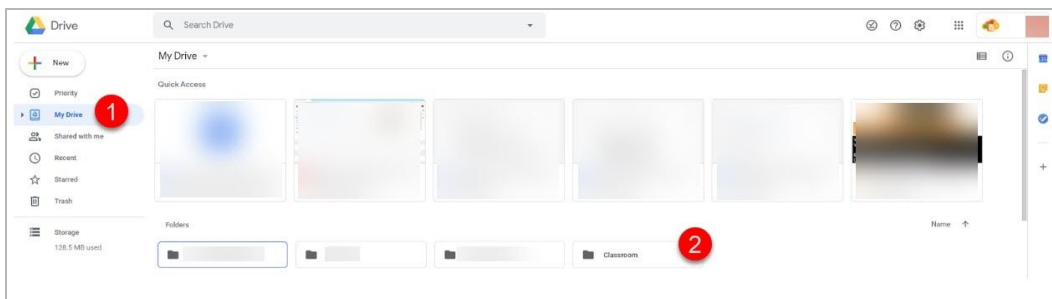 Drive
Search Drive
New
My Drive
Priority
Quick Access
My Drive
1
Shared with me
Recent
Starred
Trash
Folders
Name
Storage
128.5 MB used
Classroom
2